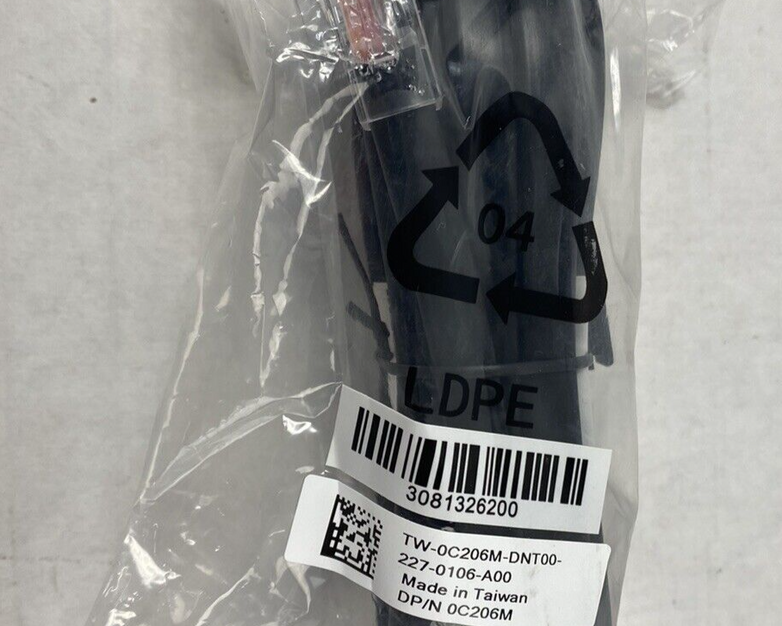 04
LDPE
3081326200
TW-0C206M-DNT00-
227-0106-A00
Made in Taiwan
DP/N 0C206M